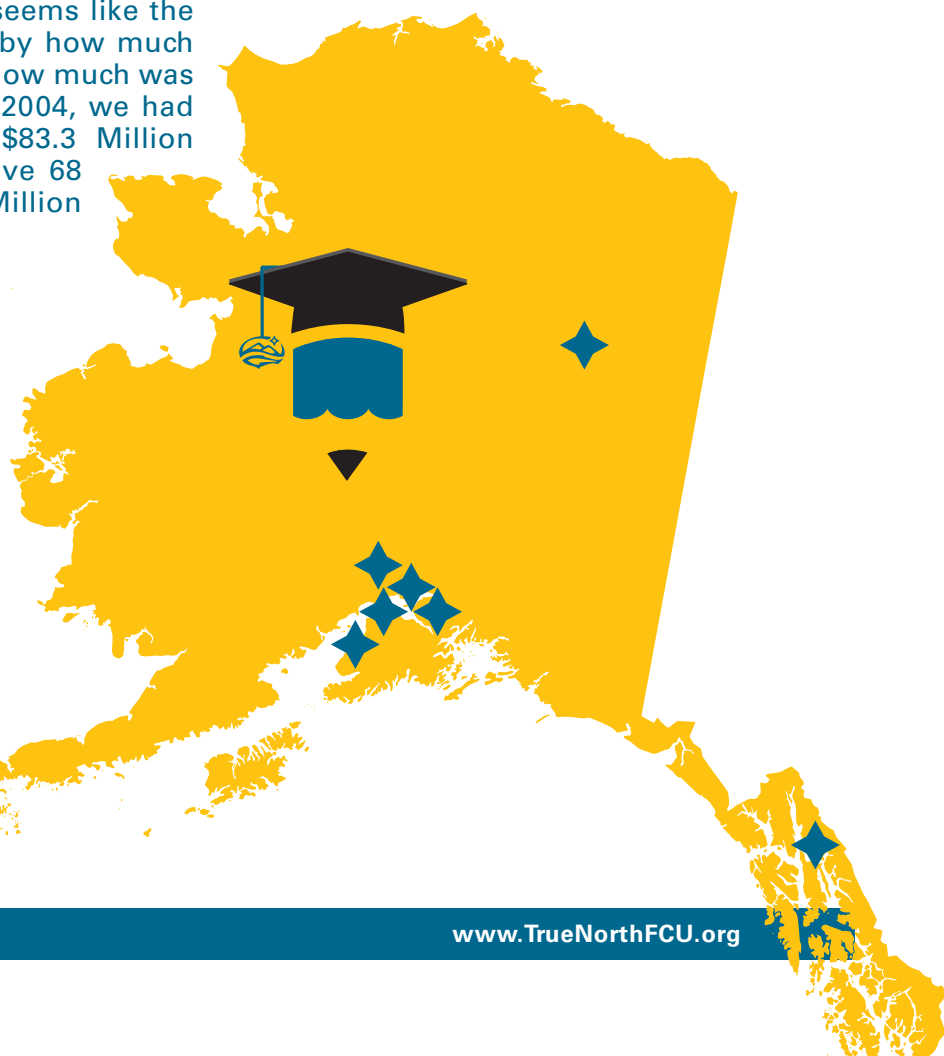 seems like the
by how much
ow much was
2004, we had
$83.3 Million
ve 68
Million
www.TrueNorthFCU.org